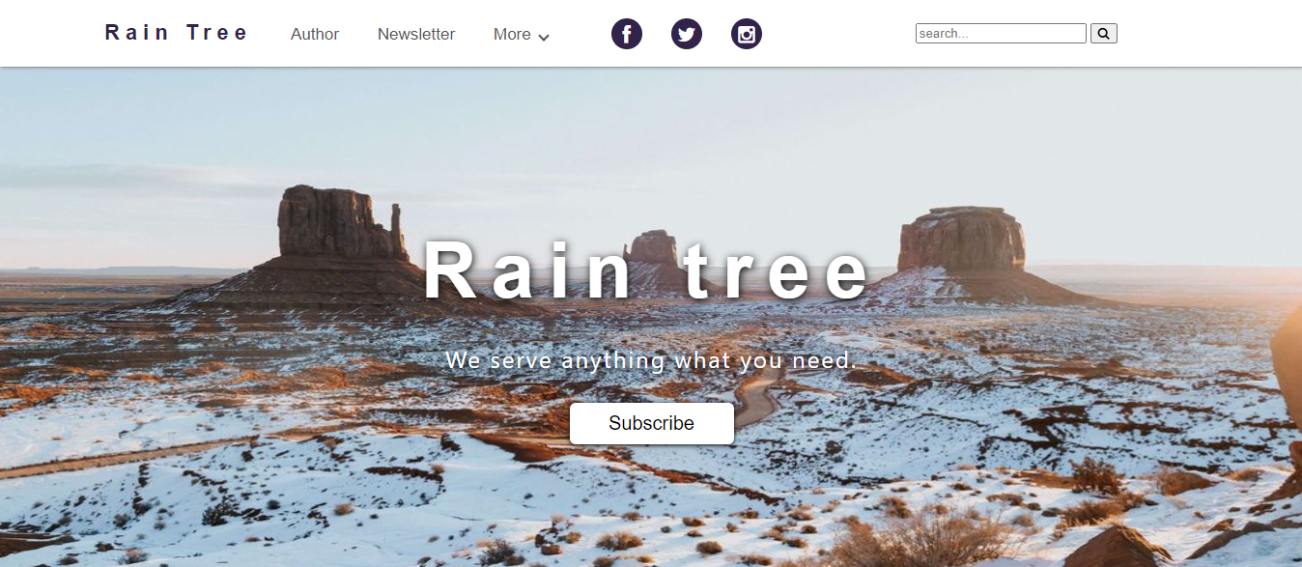 Rain Tree Author Newsletter More search...
Rain tree
We serve anything what you need.
Subscribe